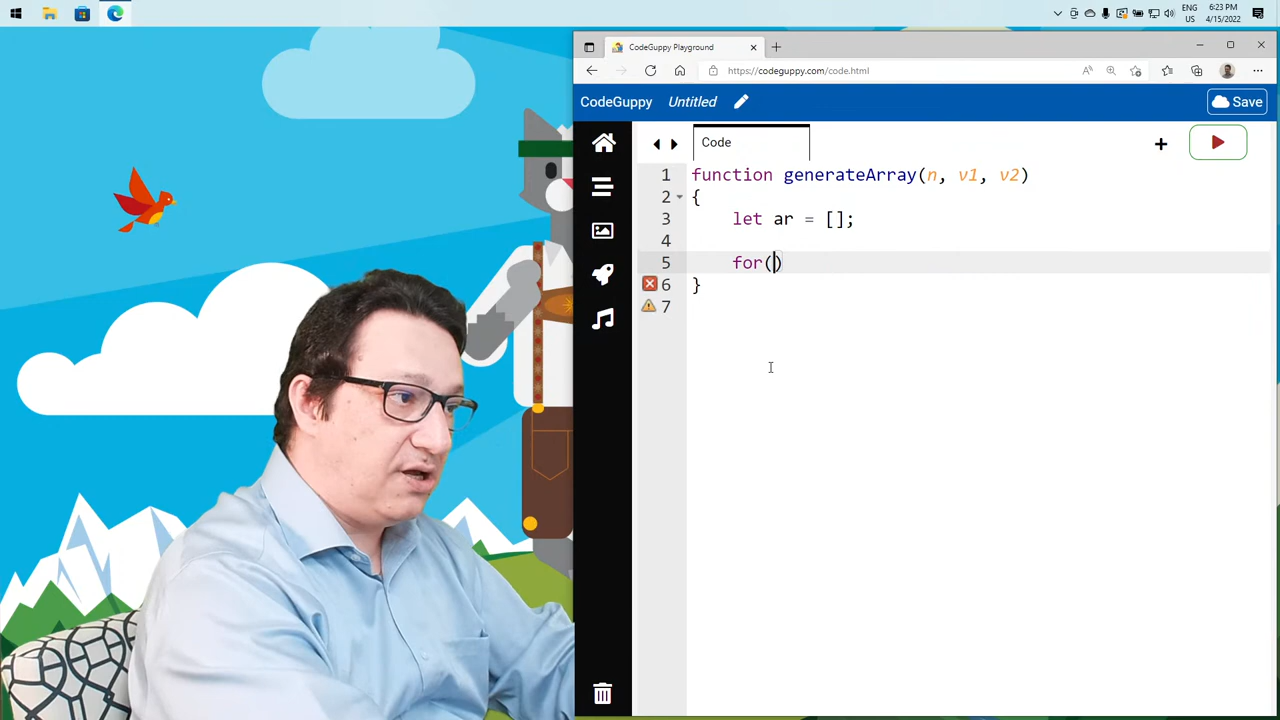 ENG 6:23 PM
US 4/15/2022
CodeGuppy Playground
https://codeguppy.com/code.html
CodeGuppy Untitled Save
Code
1 function generateArray(n, v1, v2)
2 {
3 let ar = [];
4
5 for()
6 }
7